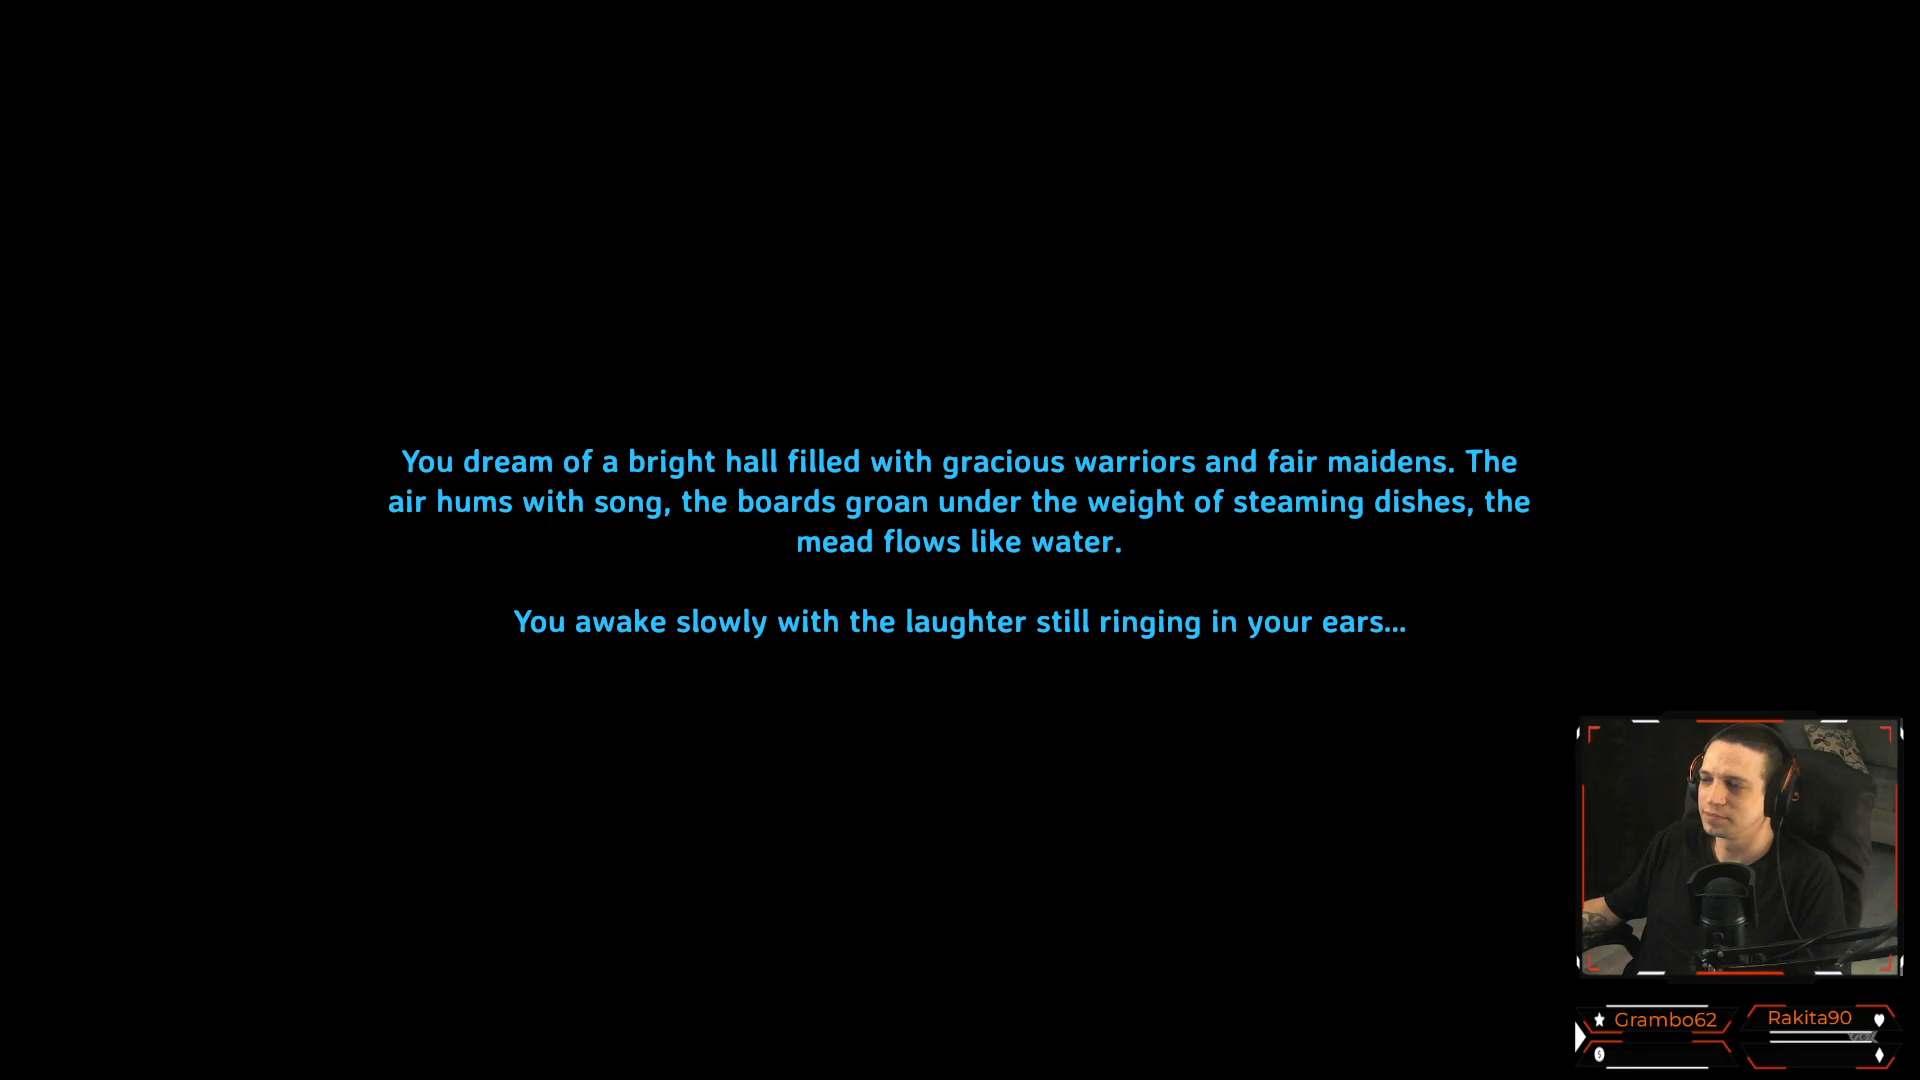 You dream of a bright hall filled with gracious warriors and fair maidens. The
air hums with song, the boards groan under the weight of steaming dishes, the
mead flows like water.
You awake slowly with the laughter still ringing in your ears...
Grambo62
Rakita90